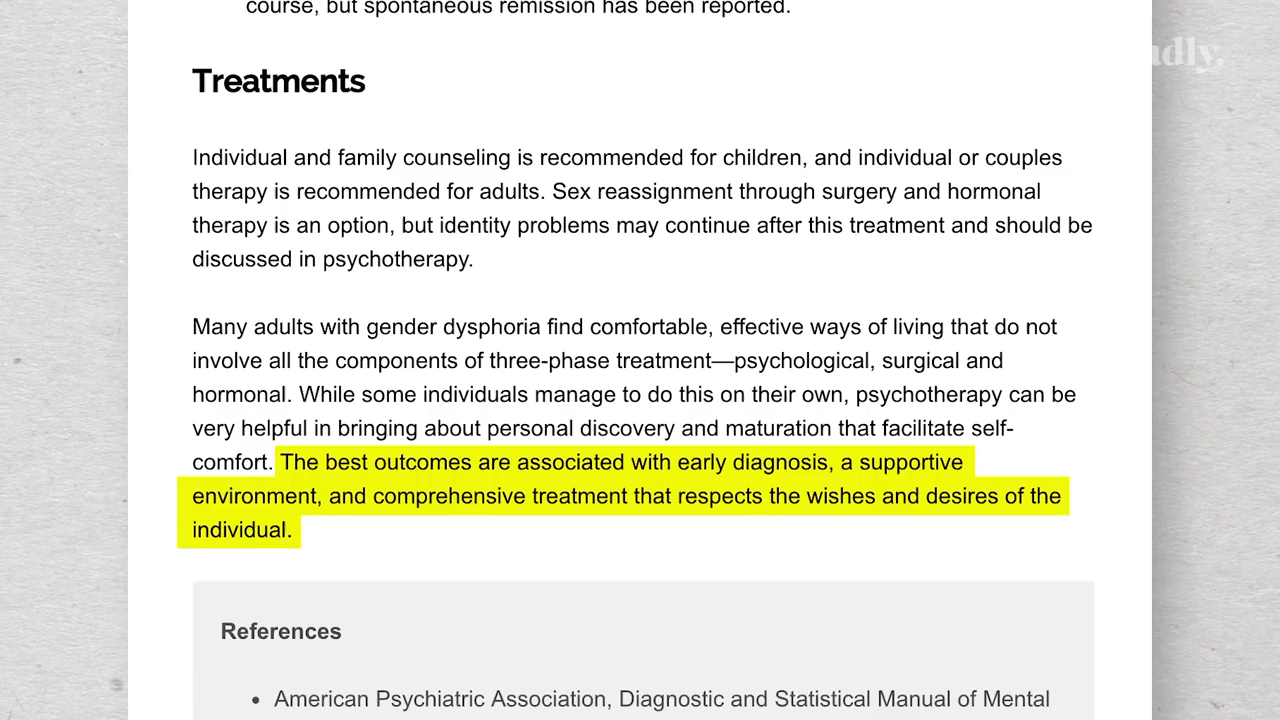 course, but spontaneous remission has been reported.
Treatments
Individual and family counseling is recommended for children, and individual or couples
therapy is recommended for adults. Sex reassignment through surgery and hormonal
therapy is an option, but identity problems may continue after this treatment and should be
discussed in psychotherapy.
Many adults with gender dysphoria find comfortable, effective ways of living that do not
involve all the components of three-phase treatment—psychological, surgical and
hormonal. While some individuals manage to do this on their own, psychotherapy can be
very helpful in bringing about personal discovery and maturation that facilitate self-
comfort. The best outcomes are associated with early diagnosis, a supportive
environment, and comprehensive treatment that respects the wishes and desires of the
individual.
References
• American Psychiatric Association, Diagnostic and Statistical Manual of Mental